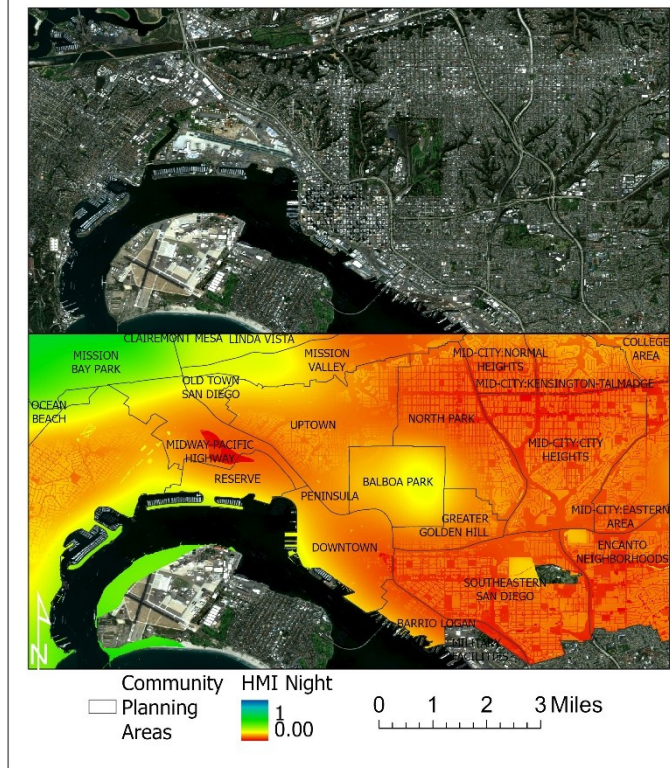 CLAIREMONT MESA LINDA VISTA
MISSION
BAY PARK
MISSION
VALLEY
MID-CITY:NORMAL
HEIGHTS
COLLEGE
AREA
OLD TOWN
SAN DIEGO
MID-CITY:KENSINGTON-TALMADGE
OCEAN
BEACH
UPTOWN
NORTH PARK
MIDWAY-PACIFIC
HIGHWAY
MID-CITY:CITY
HEIGHTS
RESERVE
BALBOA PARK
PENINSULA
GREATER
GOLDEN HILL
MID-CITY:EASTERN
AREA
DOWNTOWN
ENCANTO
NEIGHBORHOODS
SOUTHEASTERN
SAN DIEGO
BARRIO LOGAN
MILITARY
FACILITIES
N
Community
Planning
Areas
HMI Night
1
0.00
0 1 2 3 Miles